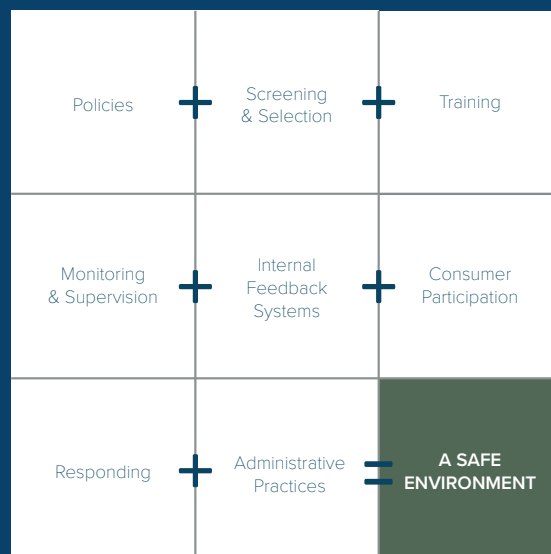 Policies
+
Screening
& Selection
+
Training
Monitoring
& Supervision
+
Internal
Feedback
Systems
+
Consumer
Participation
Responding
+
Administrative
Practices
=
A SAFE
ENVIRONMENT